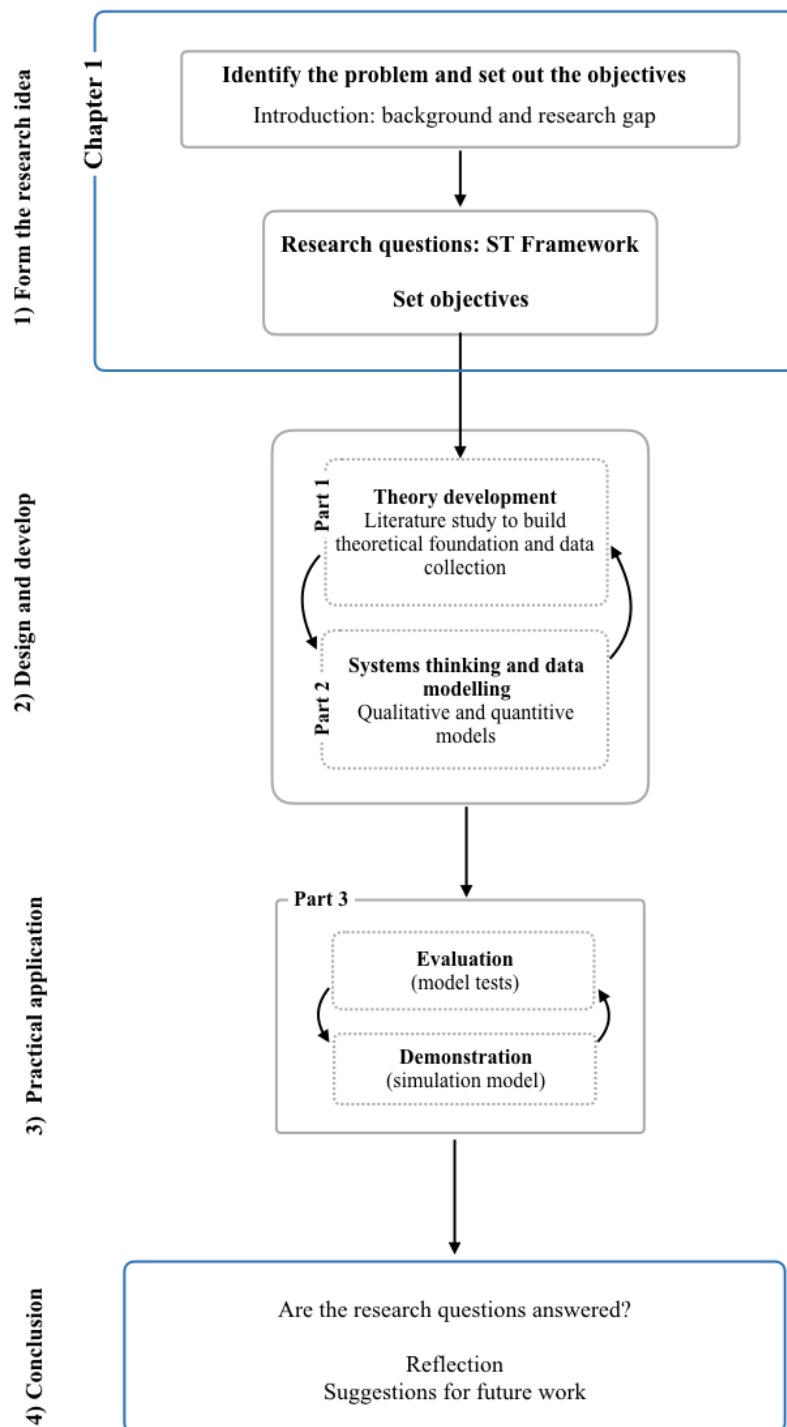 1) Form the research idea
Chapter 1
Identify the problem and set out the objectives
Introduction: background and research gap
Research questions: ST Framework
Set objectives
2) Design and develop
Part 1
Theory development
Literature study to build
theoretical foundation and data
collection
Part 2
Systems thinking and data
modelling
Qualitative and quantitive
models
3) Practical application
Part 3
Evaluation
(model tests)
Demonstration
(simulation model)
4) Conclusion
Are the research questions answered?
Reflection
Suggestions for future work